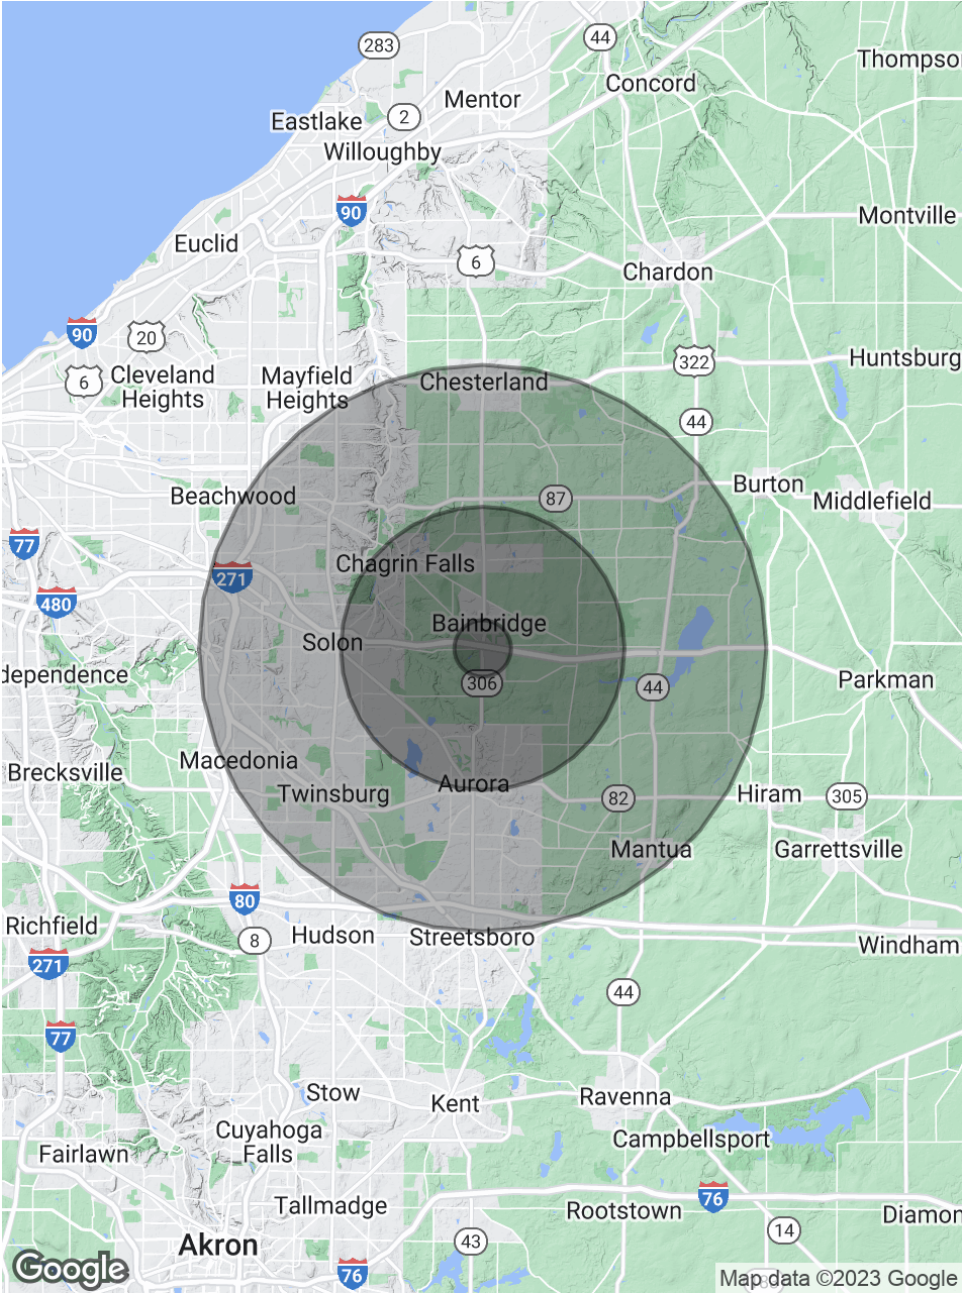 283
44
Thompso
Concord
Mentor
2
Eastlake
Willoughby
90
Montville
Euclid
6
Chardon
90
20
322
Huntsburg
6
Cleveland
Heights
Mayfield
Heights
Chesterland
44
Burton
Middlefield
Beachwood
87
77
Chagrin Falls
271
480
Bainbridge
Solon
dependence
306
44
Parkman
Macedonia
Brecksville
Aurora
Twinsburg
82
Hiram
305
Mantua
Garrettsville
80
Richfield
8
Hudson
Streetsboro
Windham
271
44
77
Stow
Kent
Ravenna
Cuyahoga
Falls
Campbellsport
Fairlawn
76
Tallmadge
Rootstown
Diamon
14
Akron
43
Google
76
Map data ©2023 Google